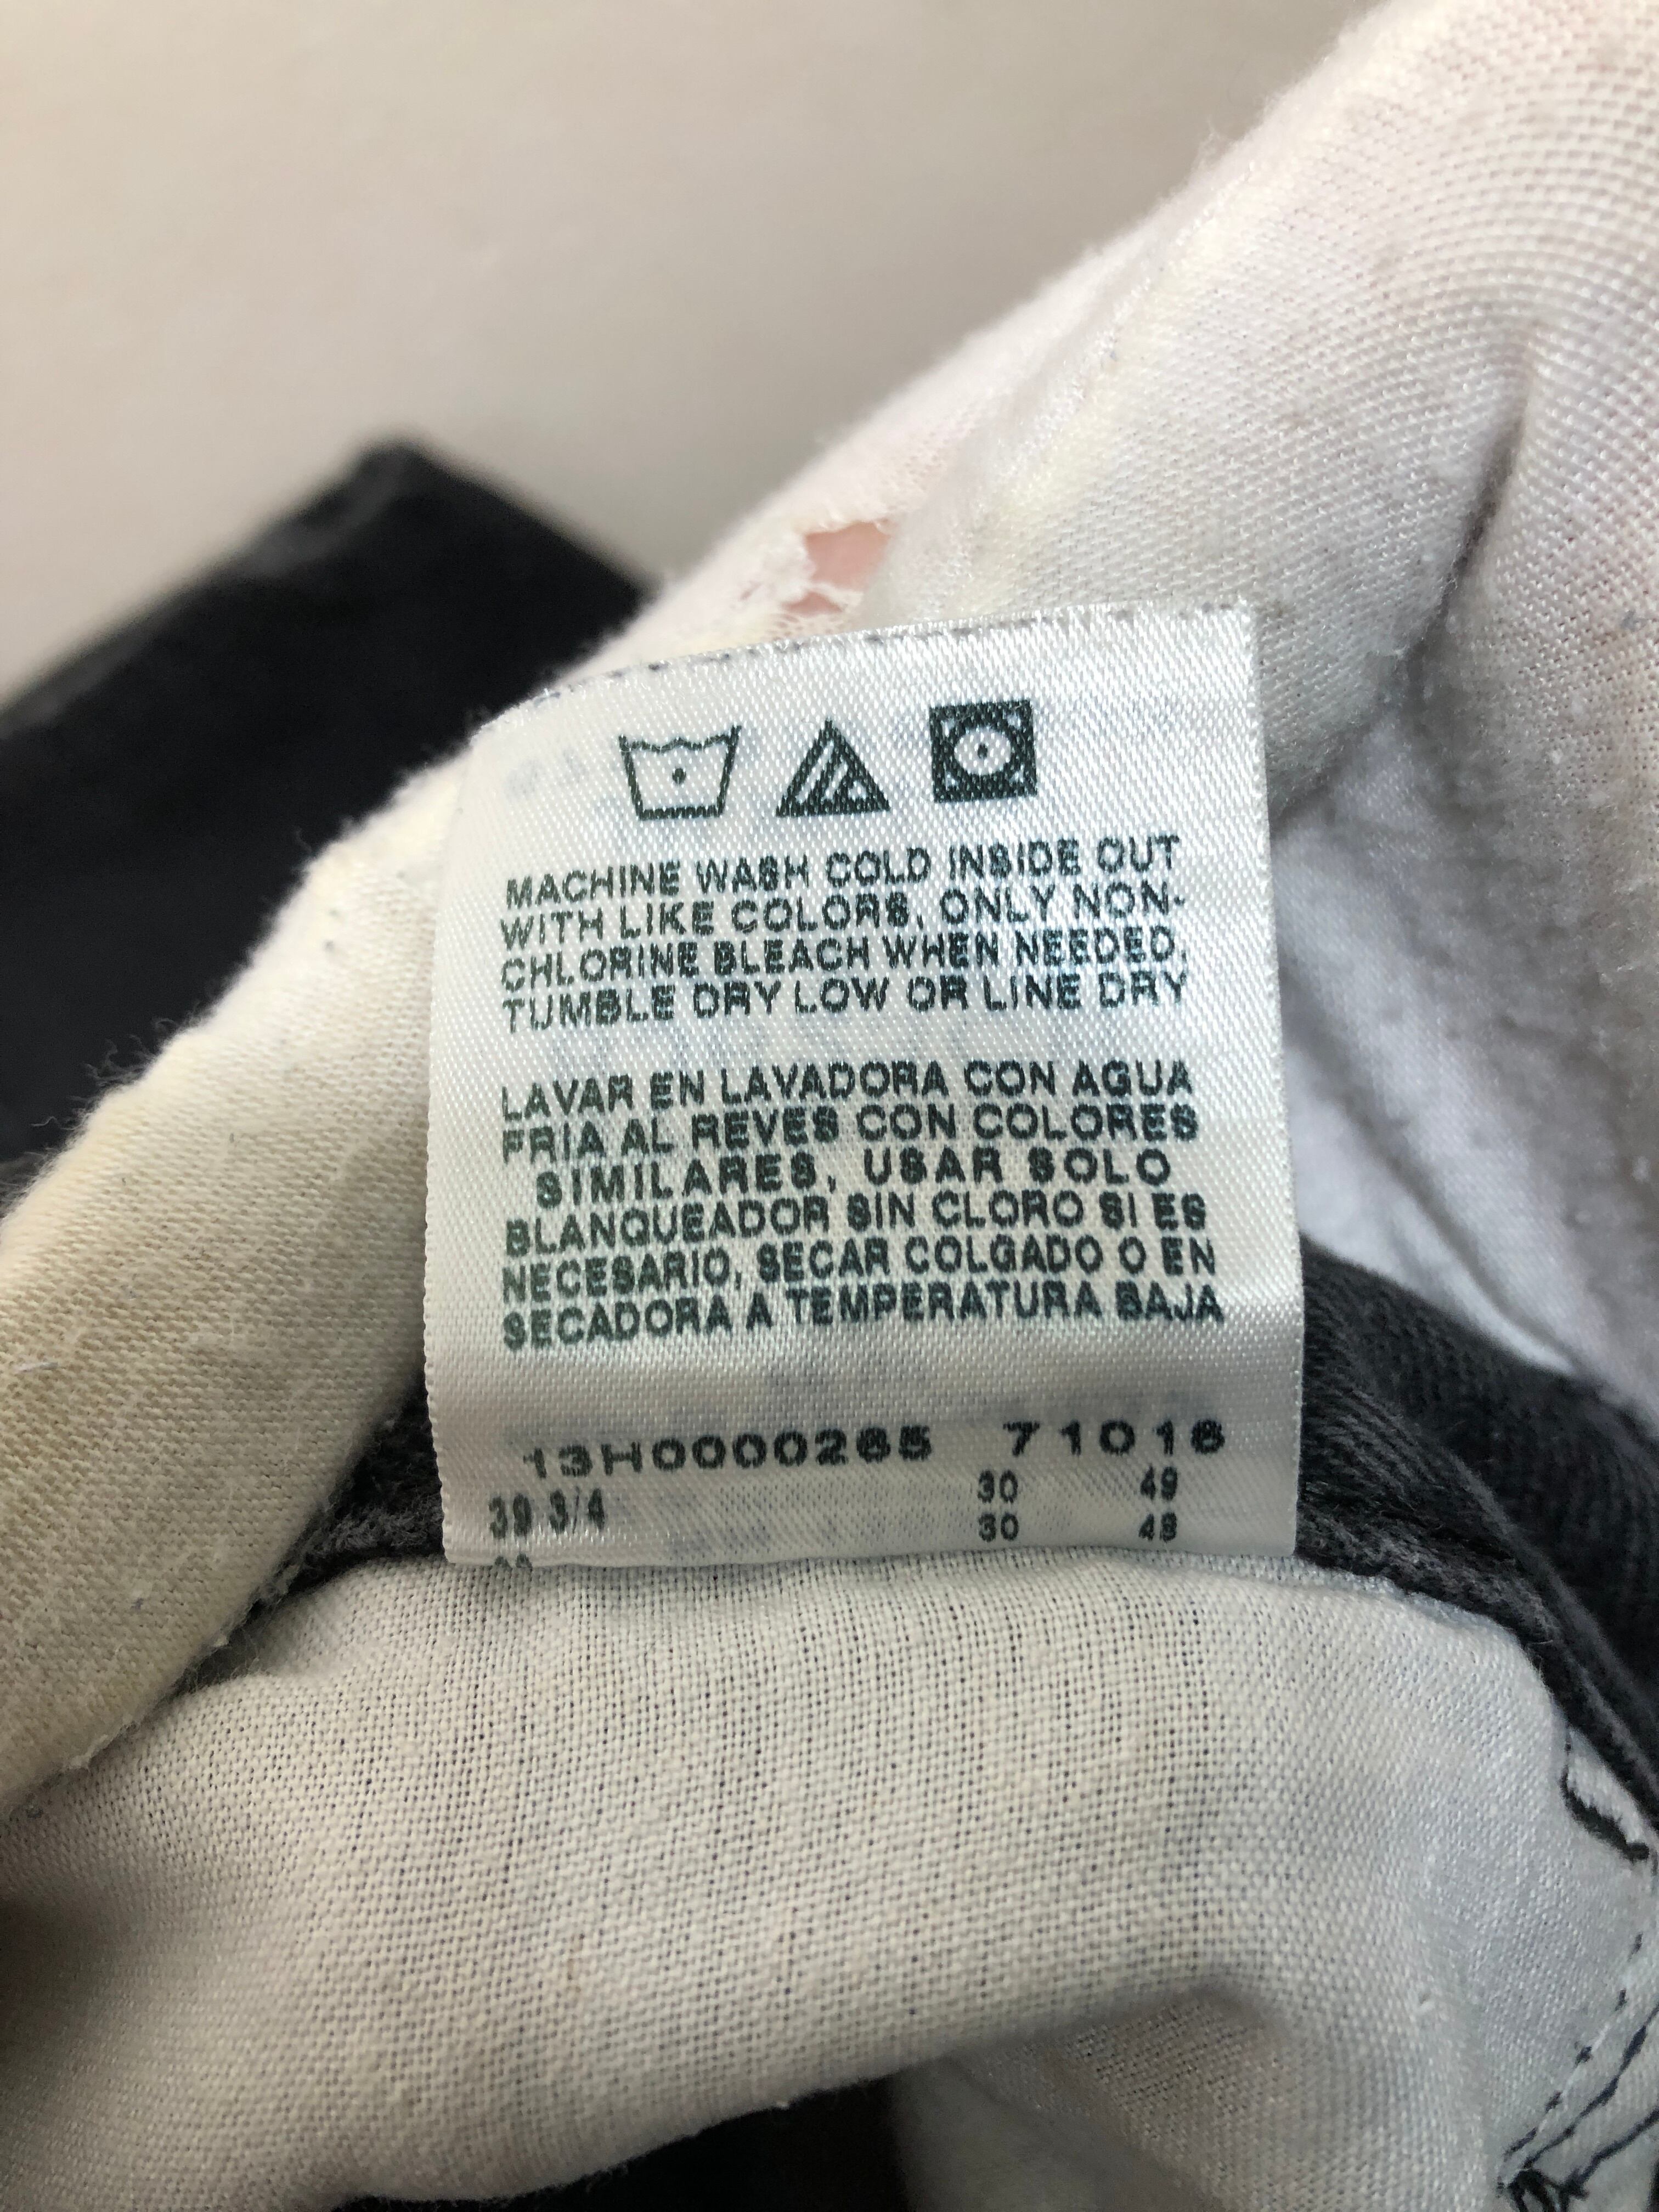 MACHINE WASH COLD INSIDE OUT
WITH LIKE COLORS, ONLY NON-
CHLORINE BLEACH WHEN NEEDED,
TUMBLE DRY LOW OR LINE DRY
LAVAR EN LAVADORA CON AGUA
FRIA AL REVES CON COLORES
SIMILARES, USAR SOLO
BLANQUEADOR SIN CLORO SI ES
NECESARIO, SECAR COLGADO O EN
SECADORA A TEMPERATURA BAJA
13H0000265 71016
39 3/4 30 49
30 48